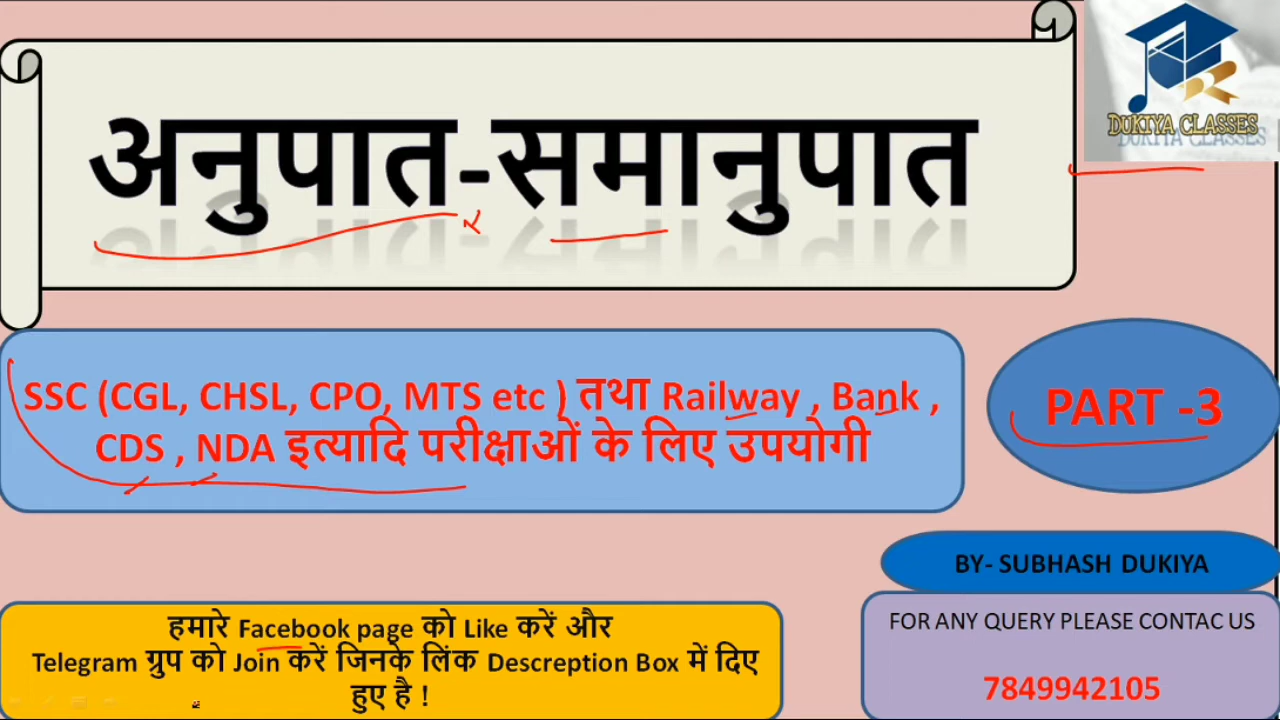 DUKIYA CLASSES
अनुपात-समानुपात
SSC (CGL, CHSL, CPO, MTS etc ) तथा Railway , Bank ,
CDS , NDA इत्यादि परीक्षाओं के लिए उपयोगी
PART -3
BY- SUBHASH DUKIYA
हमारे Facebook page को Like करें और
Telegram ग्रुप को Join करें जिनके लिंक Descreption Box में दिए
हुए है !
FOR ANY QUERY PLEASE CONTAC US
7849942105